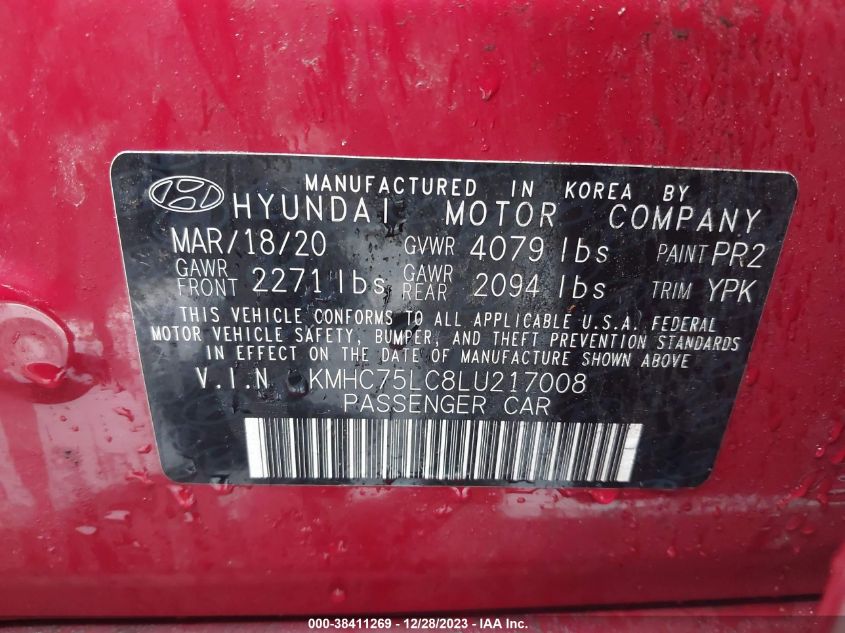 MANUFACTURED IN KOREA BY
HYUNDAI MOTOR COMPANY
MAR/18/20 GVWR 4079 lbs PAINT PR2
GAWR FRONT 2271 lbs GAWR REAR 2094 lbs TRIM YPK
THIS VEHICLE CONFORMS TO ALL APPLICABLE U.S.A. FEDERAL
MOTOR VEHICLE SAFETY, BUMPER, AND THEFT PREVENTION STANDARDS
IN EFFECT ON THE DATE OF MANUFACTURE SHOWN ABOVE
V.I.N KMHC75LC8LU217008
PASSENGER CAR
000-38411269 - 12/28/2023 - IAA Inc.